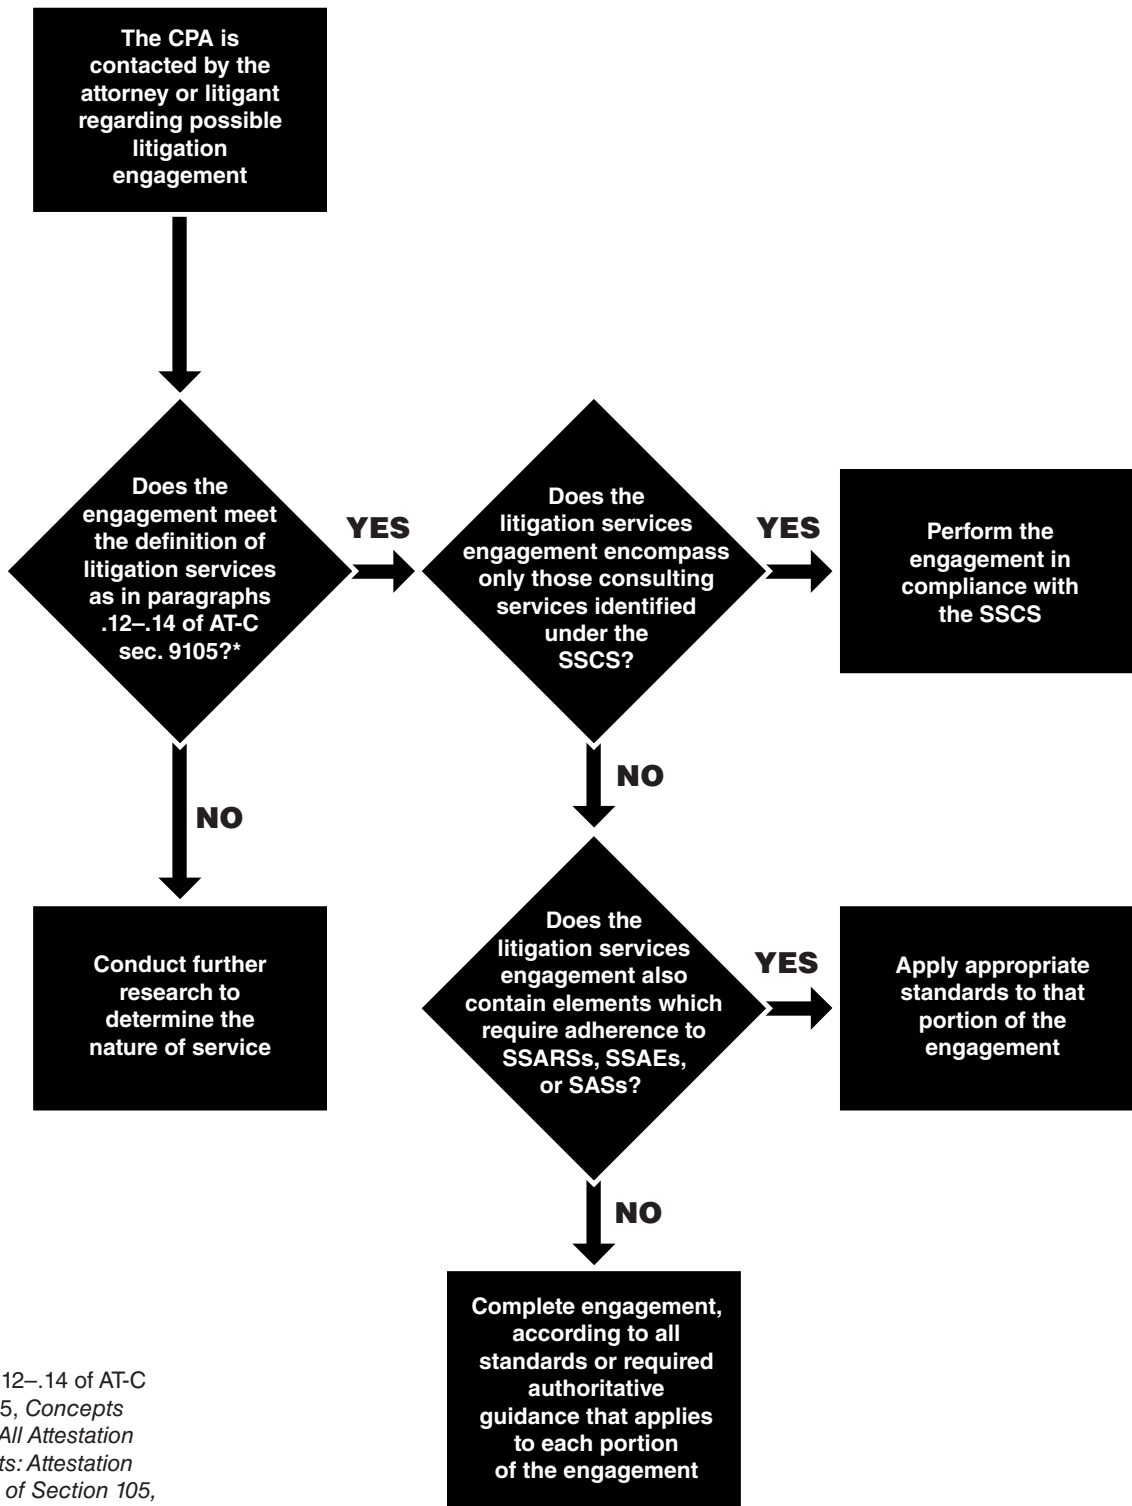 The CPA is
contacted by the
attorney or litigant
regarding possible
litigation
engagement
Does the
engagement meet
the definition of
litigation services
as in paragraphs
.12–.14 of AT-C
sec. 9105?*
YES
Does the
litigation services
engagement encompass
only those consulting
services identified
under the
SSCS?
YES
Perform the
engagement in
compliance with
the SSCS
NO
NO
Conduct further
research to
determine the
nature of service
Does the
litigation services
engagement also
contain elements which
require adherence to
SSARSs, SSAEs,
or SASs?
YES
Apply appropriate
standards to that
portion of the
engagement
NO
Complete engagement,
according to all
standards or required
authoritative
guidance that applies
to each portion
of the engagement
12–.14 of AT-C
5, Concepts
All Attestation
ts: Attestation
of Section 105,